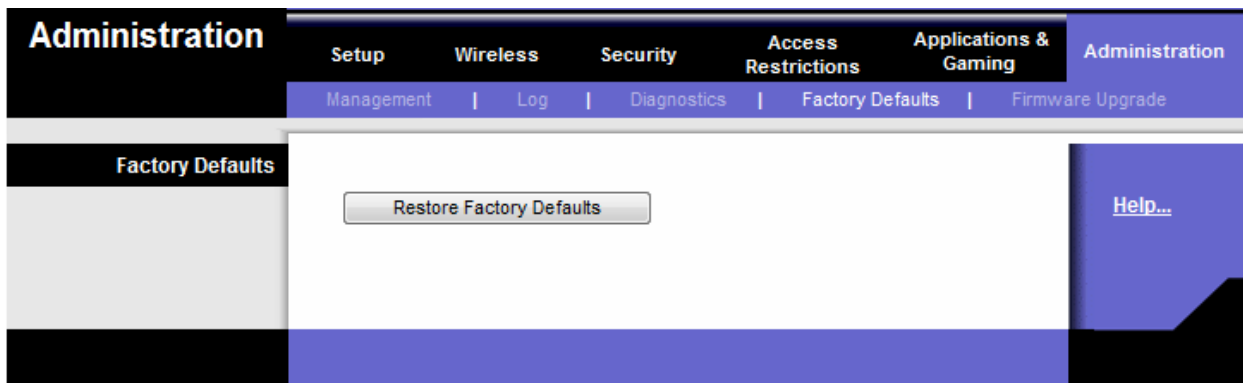 Administration
Setup Wireless Security Access Restrictions Applications & Gaming Administration
Management | Log | Diagnostics | Factory Defaults | Firmware Upgrade
Factory Defaults
Restore Factory Defaults
Help...